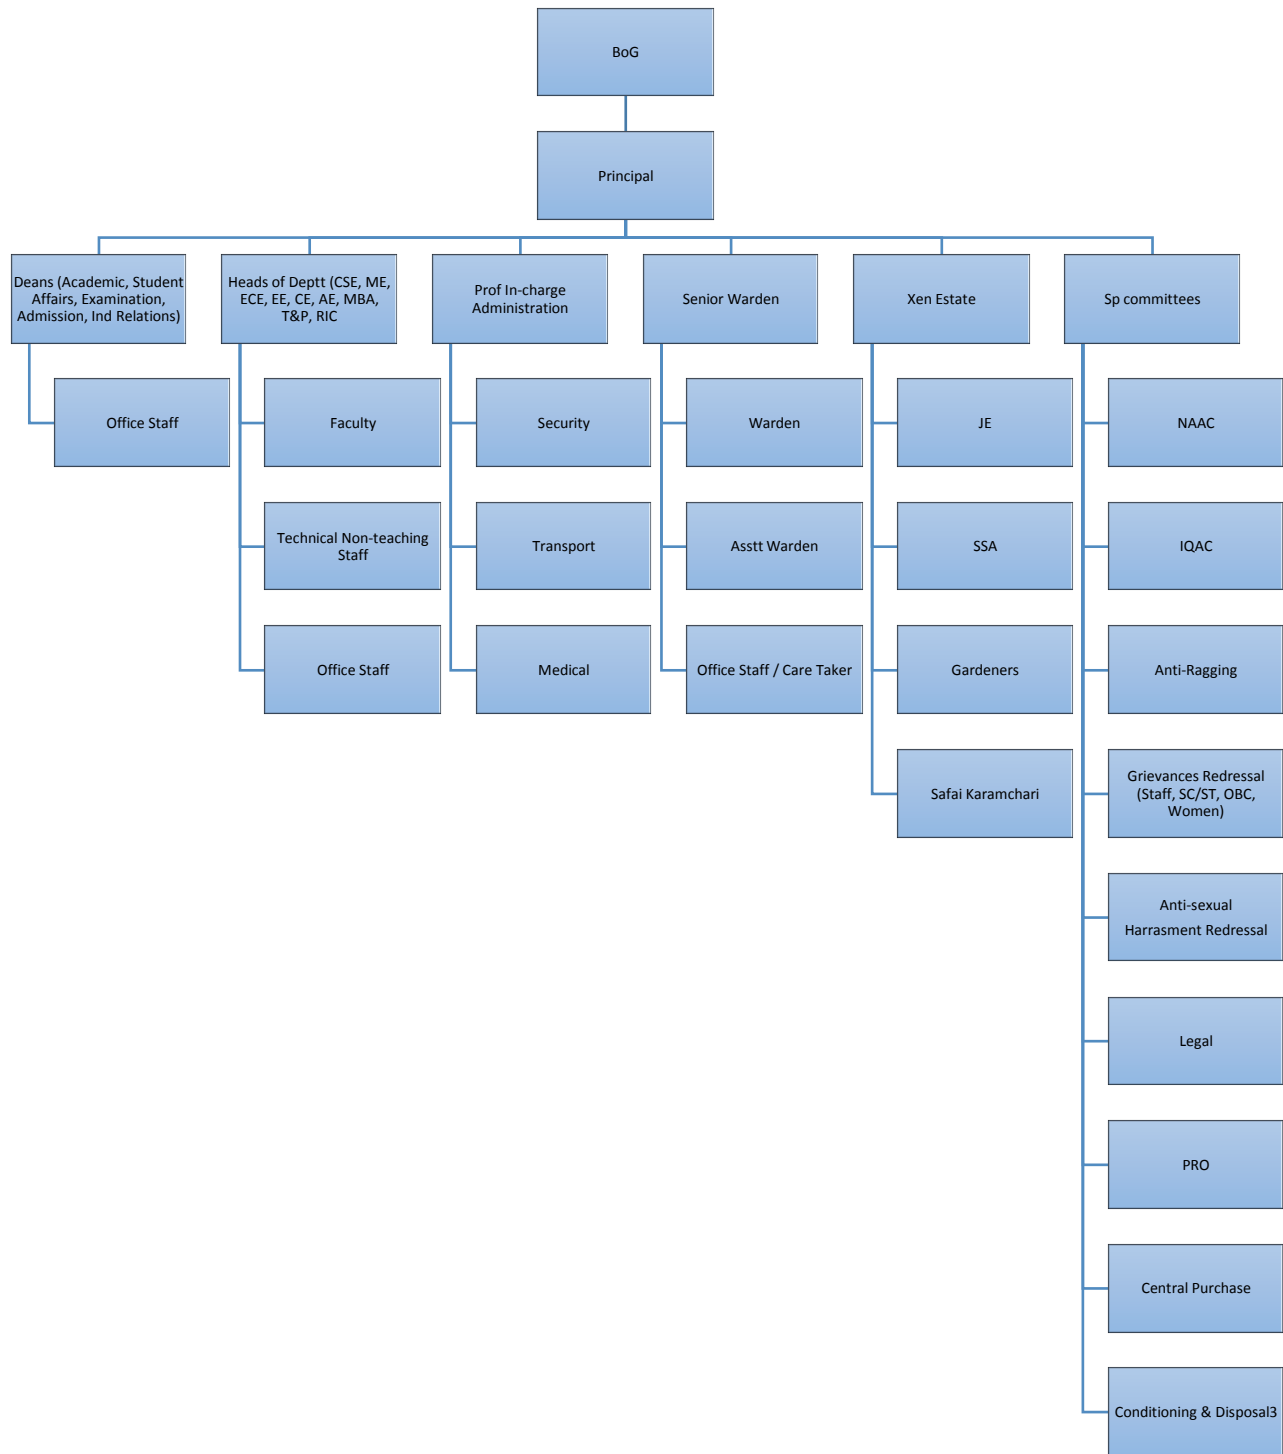 BoG
Principal
Deans (Academic, Student
Affairs, Examination,
Admission, Ind Relations)
Heads of Deptt (CSE, ME,
ECE, EE, CE, AE, MBA,
T&P, RIC
Prof In-charge
Administration
Senior Warden
Xen Estate
Sp committees
Office Staff
Faculty
Security
Warden
JE
NAAC
Technical Non-teaching
Staff
Transport
Asstt Warden
SSA
IQAC
Office Staff
Medical
Office Staff / Care Taker
Gardeners
Anti-Ragging
Safai Karamchari
Grievances Redressal
(Staff, SC/ST, OBC,
Women)
Anti-sexual
Harrasment Redressal
Legal
PRO
Central Purchase
Conditioning & Disposal3